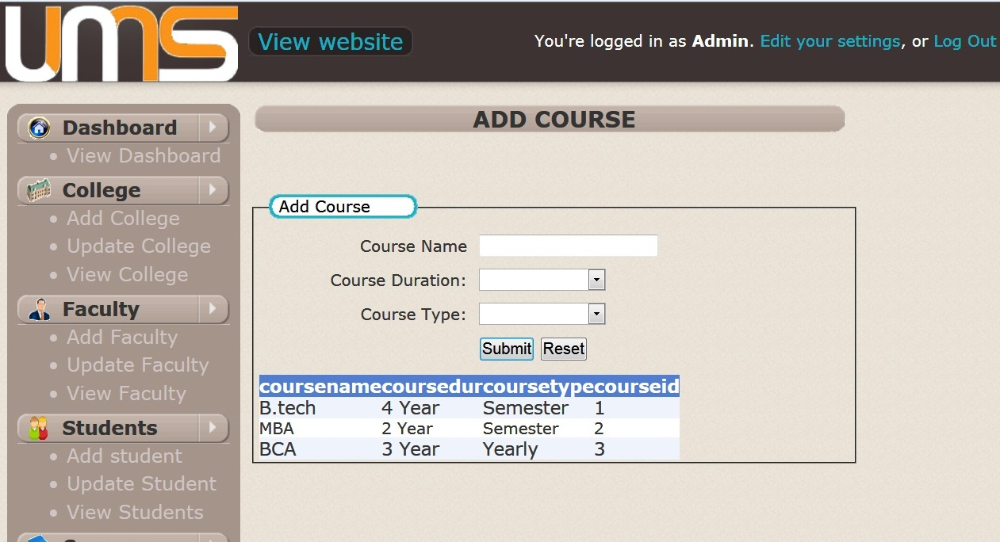 UMS
View website
You're logged in as Admin. Edit your settings, or Log Out
Dashboard
View Dashboard
College
Add College
Update College
View College
Faculty
Add Faculty
Update Faculty
View Faculty
Students
Add student
Update Student
View Students
ADD COURSE
Add Course
Course Name
Course Duration:
Course Type:
Submit Reset
coursename coursedur coursetype courseid
B.tech 4 Year Semester 1
MBA 2 Year Semester 2
BCA 3 Year Yearly 3